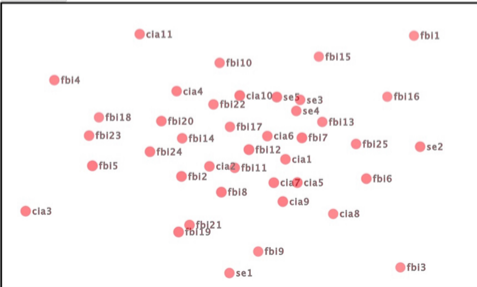 cia11
fbi1
fbi15
fbi10
fbi4
cia4
cia10
se5
se3
fbi16
fbi22
se4
fbi18
fbi20
fbi13
fbi17
fbi23
cia6
fbi7
fbi14
fbi25
se2
fbi24
fbi12
cia1
fbi5
cia2
fbi11
fbi2
cia7
cia5
fbi6
fbi8
cia9
cia3
cia8
fbi21
fbi19
fbi9
fbi3
se1